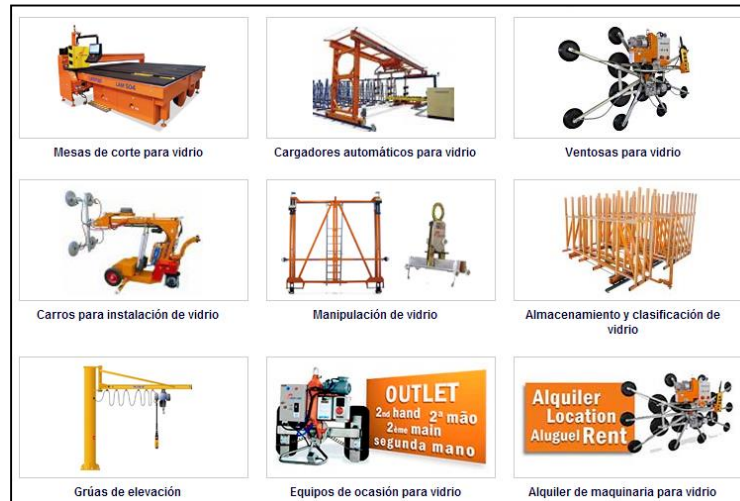 Mesas de corte para vidrio
Cargadores automáticos para vidrio
Ventosas para vidrio
Carros para instalación de vidrio
Manipulación de vidrio
Almacenamiento y clasificación de
vidrio
Grúas de elevación
OUTLET
2nd hand 2ª mão
2ème main
segunda mano
Equipos de ocasión para vidrio
Alquiler
Location
Aluguel Rent
Alquiler de maquinaria para vidrio